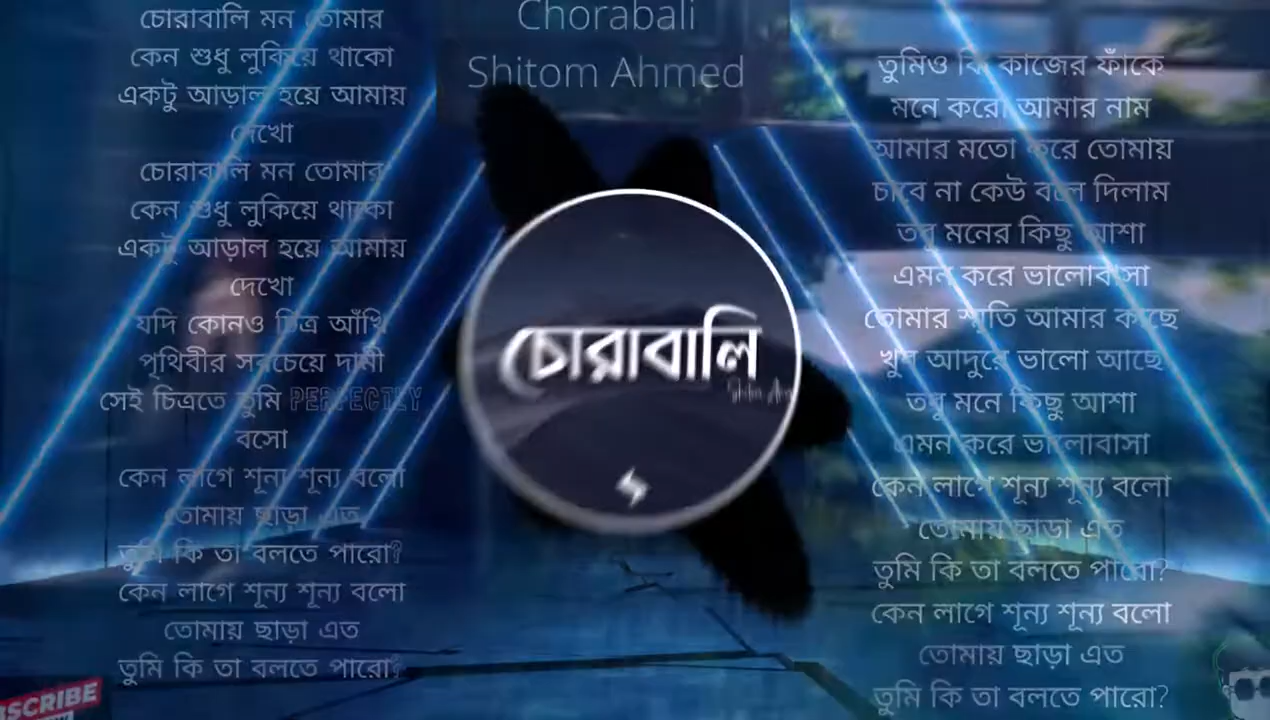 Chorabali
Shitom Ahmed
চোরাবালি মন তোমার
কেন শুধু লুকিয়ে থাকো
একটু আড়াল হয়ে আমায়
দেখো
চোরাবালি মন তোমার
কেন শুধু লুকিয়ে থাকো
একটু আড়াল হয়ে আমায়
দেখো
যদি কোনও চিত্র আঁখি
পৃথিবীর সবচেয়ে দামী
সেই চিত্রতে তুমি PERFECTLY
বসো
কেন লাগে শূন্য শূন্য বলো
তোমায় ছাড়া এত
তুমি কি তা বলতে পারো?
কেন লাগে শূন্য শূন্য বলো
তোমায় ছাড়া এত
তুমি কি তা বলতে পারো?
চোরাবালি
তুমিও কি কাজের ফাঁকে
মনে করো আমার নাম
আমার মতো করে তোমায়
চাবে না কেউ বলে দিলাম
তবু মনের কিছু আশা
এমন করে ভালোবাসা
তোমার স্মৃতি আমার কাছে
খুব আদুরে ভালো আছে
তবু মনে কিছু আশা
এমন করে ভালোবাসা
কেন লাগে শূন্য শূন্য বলো
তোমায় ছাড়া এত
তুমি কি তা বলতে পারো?
কেন লাগে শূন্য শূন্য বলো
তোমায় ছাড়া এত
তুমি কি তা বলতে পারো?
SCRIBE